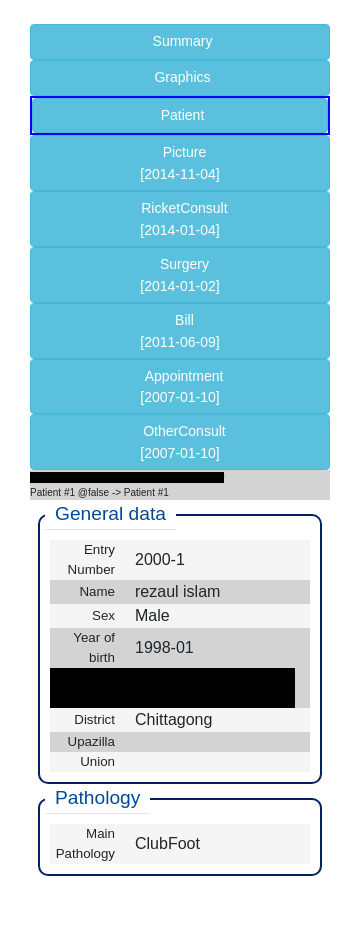 Summary
Graphics
Patient
Picture
[2014-11-04]
RicketConsult
[2014-01-04]
Surgery
[2014-01-02]
Bill
[2011-06-09]
Appointment
[2007-01-10]
OtherConsult
[2007-01-10]
Patient #1 @false -> Patient #1
General data
Entry
Number 2000-1
Name rezaul islam
Sex Male
Year of
birth 1998-01
District Chittagong
Upazilla
Union
Pathology
Main
Pathology ClubFoot